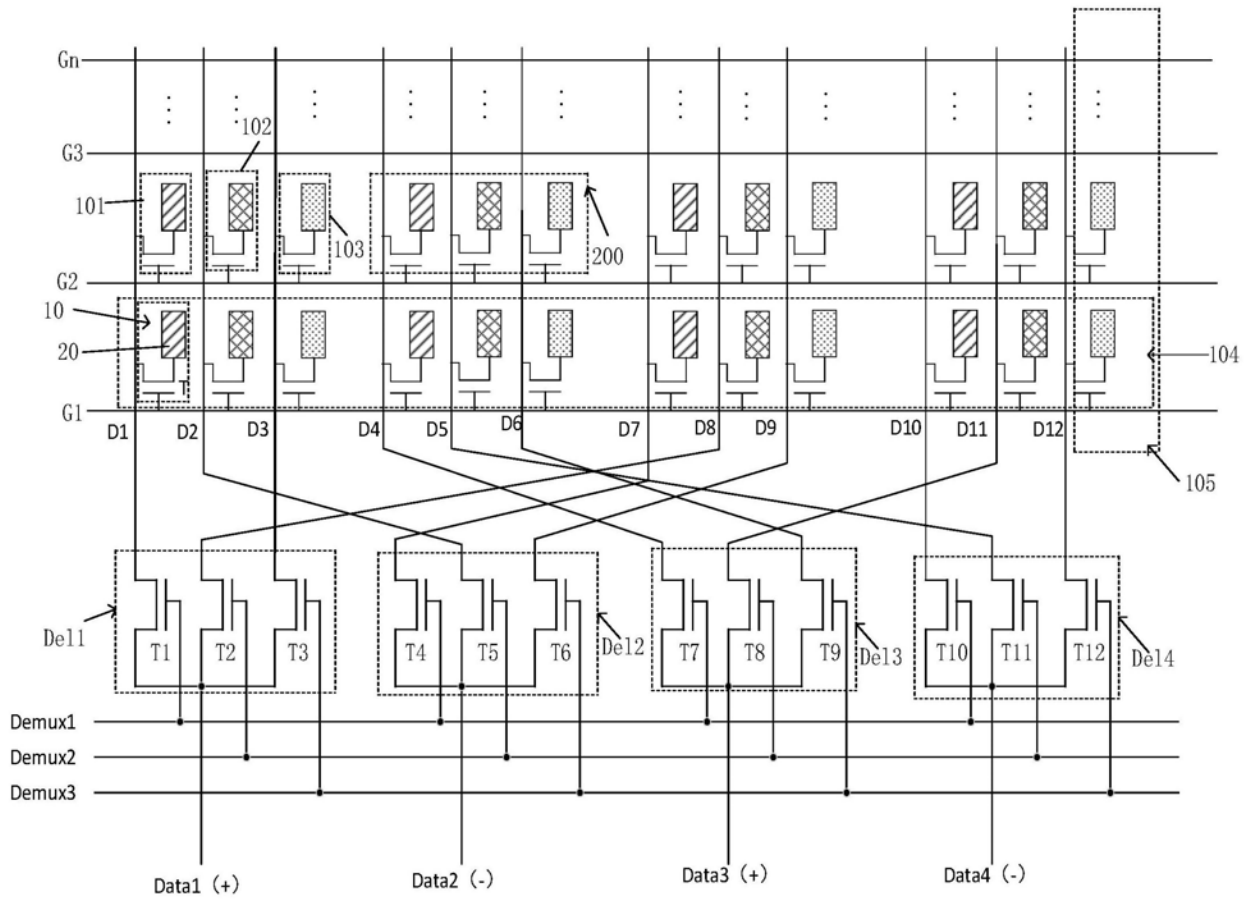 Gn
G3
102
101
103
200
G2
10
20
T
104
G1
D1 D2 D3 D4 D5 D6 D7 D8 D9 D10 D11 D12
105
Del1 T1 T2 T3 T4 T5 T6 Del2 T7 T8 T9 Del3 T10 T11 T12 Del4
Demux1
Demux2
Demux3
Data1 (+) Data2 (-) Data3 (+) Data4 (-)